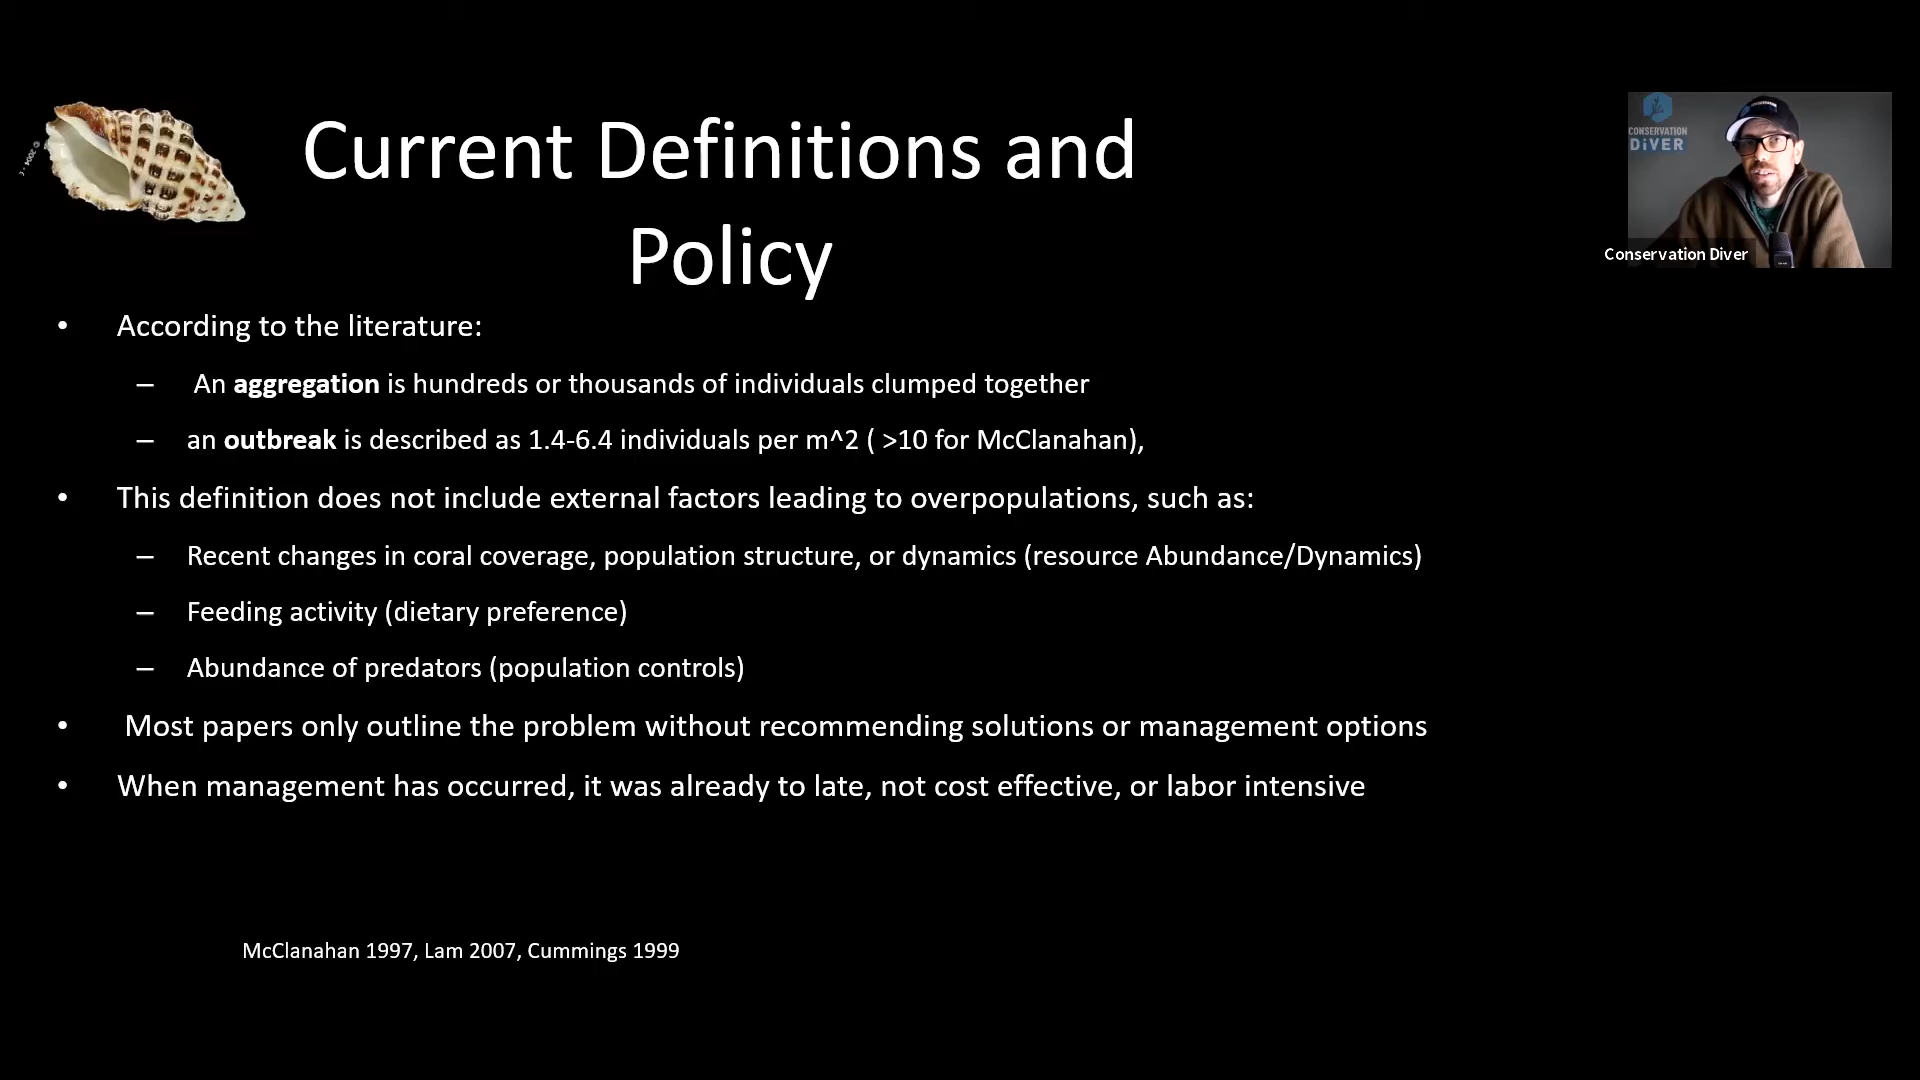 Current Definitions and
Policy
• According to the literature:
– An aggregation is hundreds or thousands of individuals clumped together
– an outbreak is described as 1.4-6.4 individuals per m^2 ( >10 for McClanahan),
• This definition does not include external factors leading to overpopulations, such as:
– Recent changes in coral coverage, population structure, or dynamics (resource Abundance/Dynamics)
– Feeding activity (dietary preference)
– Abundance of predators (population controls)
• Most papers only outline the problem without recommending solutions or management options
• When management has occurred, it was already to late, not cost effective, or labor intensive
McClanahan 1997, Lam 2007, Cummings 1999
CONSERVATION
DiVER
Conservation Diver
© 2004